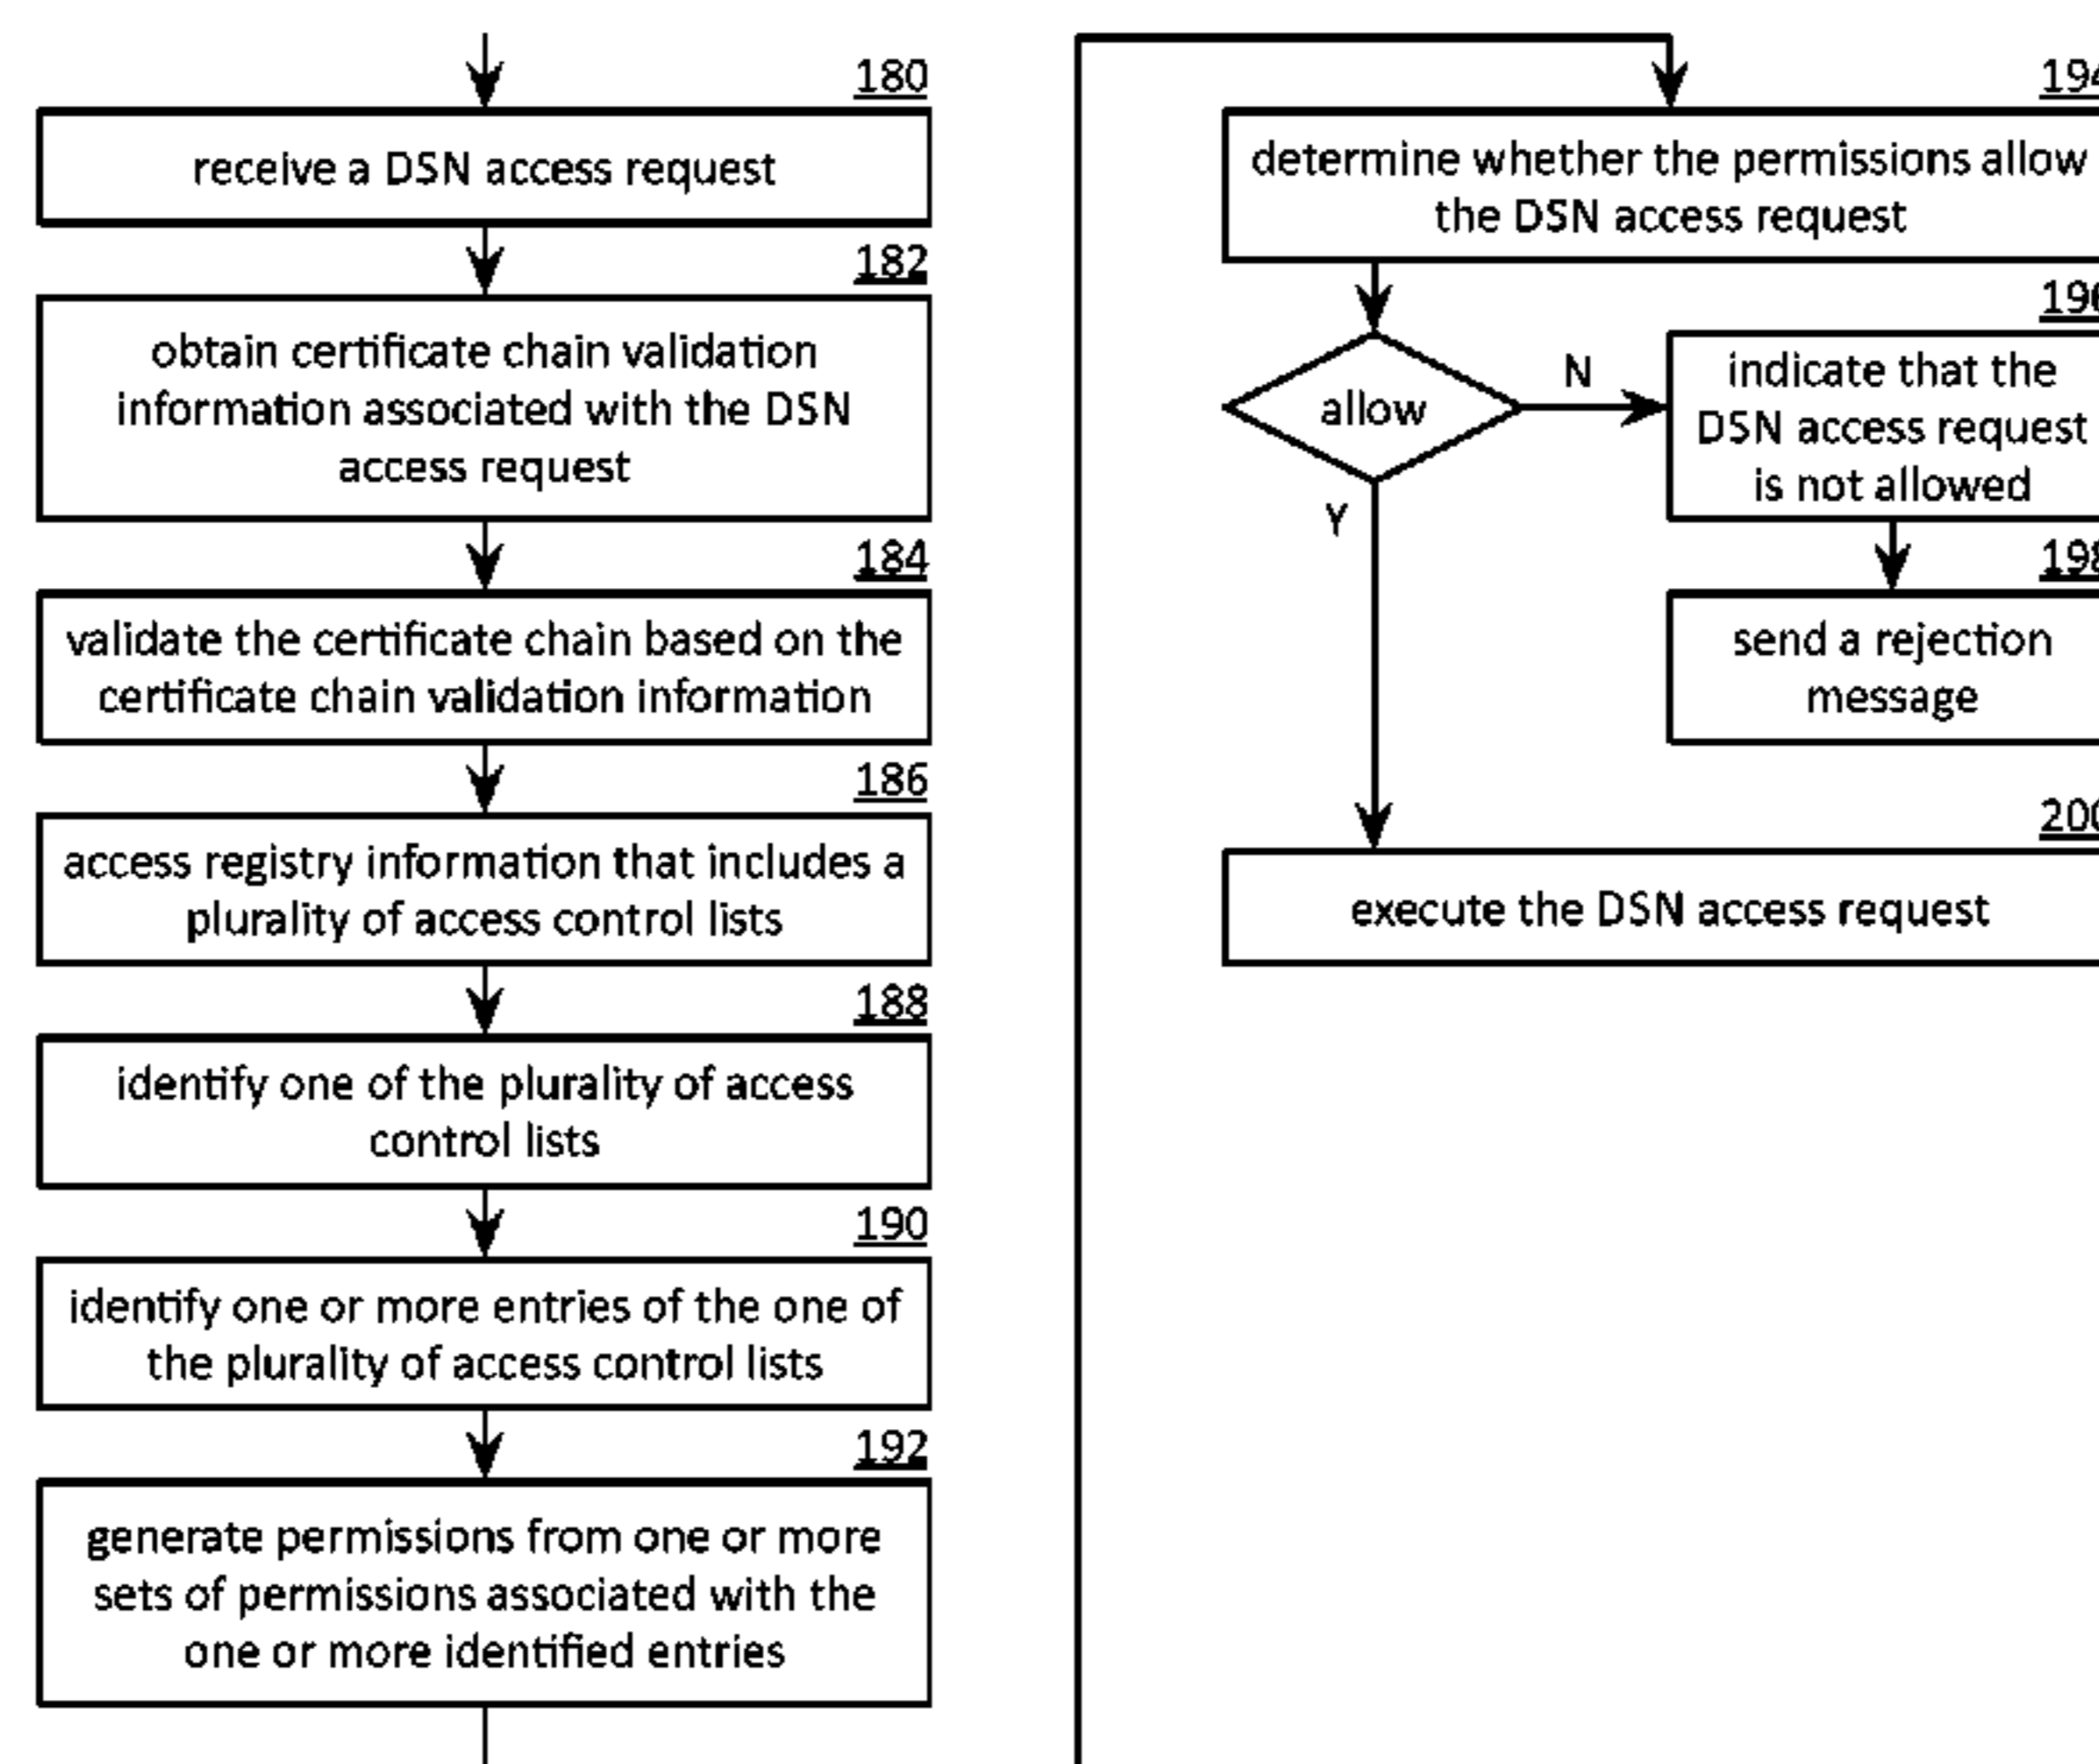 180
receive a DSN access request
182
obtain certificate chain validation
information associated with the DSN
access request
184
validate the certificate chain based on the
certificate chain validation information
186
access registry information that includes a
plurality of access control lists
188
identify one of the plurality of access
control lists
190
identify one or more entries of the one of
the plurality of access control lists
192
generate permissions from one or more
sets of permissions associated with the
one or more identified entries
194
determine whether the permissions allow
the DSN access request
allow
N
Y
196
indicate that the
DSN access request
is not allowed
198
send a rejection
message
200
execute the DSN access request